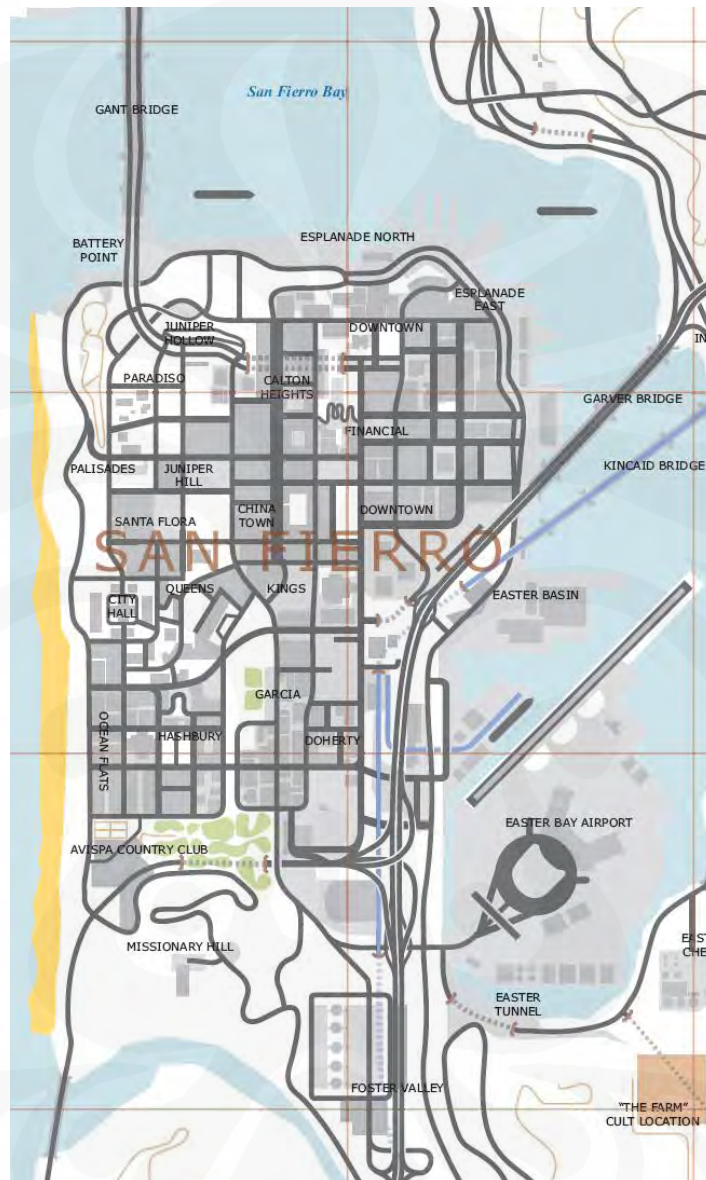 San Fierro Bay
GANT BRIDGE
ESPLANADE NORTH
BATTERY
POINT
ESPLANADE
EAST
JUNIPER
HOLLOW
DOWNTOWN
IN
PARADISO
CALTON
HEIGHTS
GARVER BRIDGE
FINANCIAL
PALISADES
JUNIPER
HILL
KINCAID BRIDGE
CHINA
TOWN
DOWNTOWN
SANTA FLORA
SAN FIERRO
QUEENS
KINGS
EASTER BASIN
CITY
HALL
GARCIA
OCEAN FLATS
HASHBURY
DOHERTY
EASTER BAY AIRPORT
AVISPA COUNTRY CLUB
MISSIONARY HILL
EAST
CHE
EASTER
TUNNEL
FOSTER VALLEY
"THE FARM"
CULT LOCATION